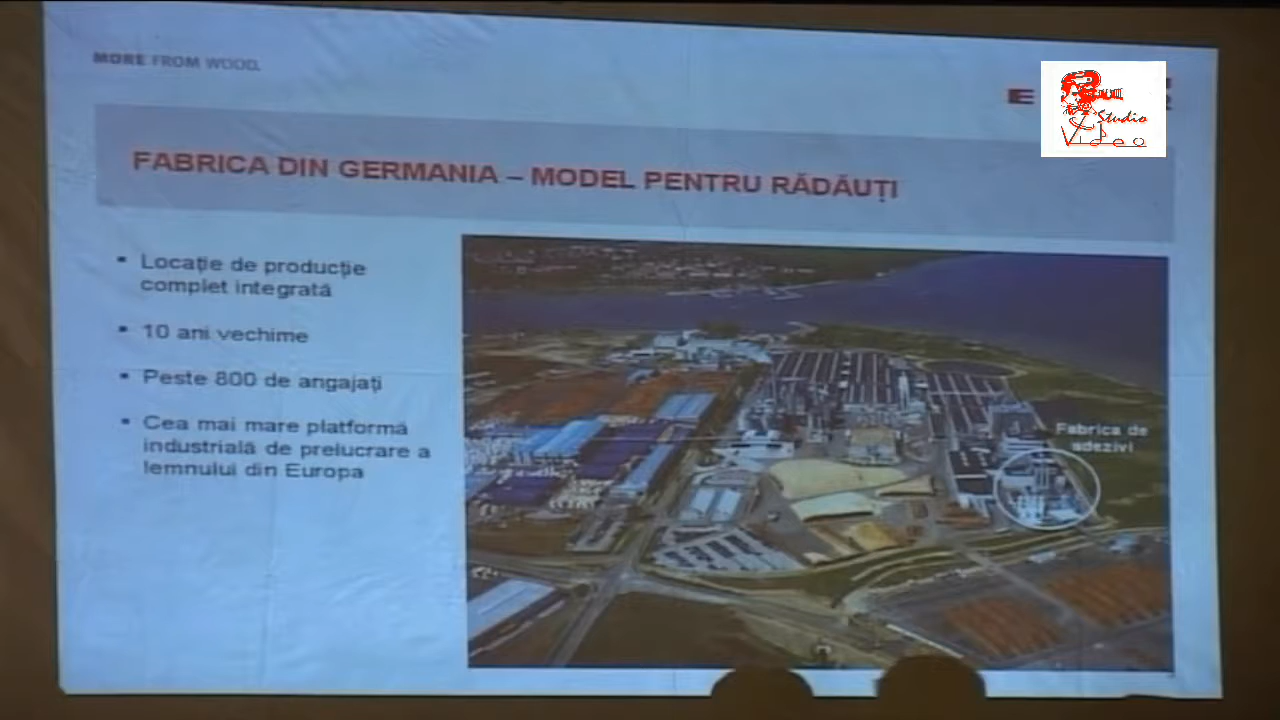 MORE FROM WOOD.
E
Studio
Video
FABRICA DIN GERMANIA – MODEL PENTRU RĂDĂUȚI
▪ Locație de producție
complet integrată
▪ 10 ani vechime
▪ Peste 800 de angajați
▪ Cea mai mare platformă
industrială de prelucrare a
lemnului din Europa
Fabrica de
adezivi